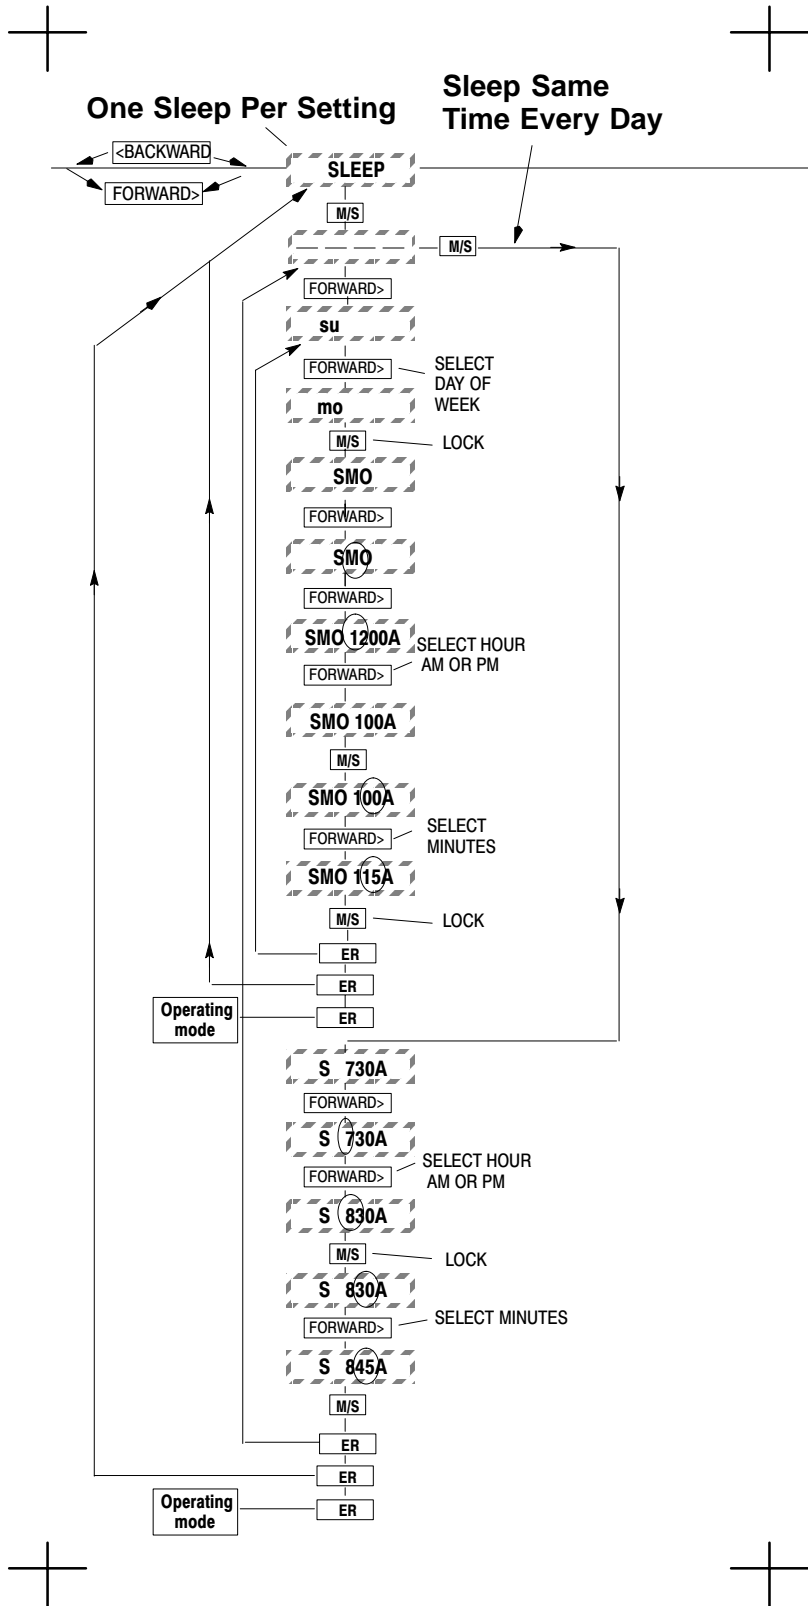 One Sleep Per Setting
Sleep Same
Time Every Day
<BACKWARD
FORWARD>
SLEEP
M/S
M/S
FORWARD>
su
FORWARD>
SELECT
DAY OF
WEEK
mo
M/S
LOCK
SMO
FORWARD>
SMO
FORWARD>
SMO 1200A
SELECT HOUR
AM OR PM
FORWARD>
SMO 100A
M/S
SMO 100A
FORWARD>
SELECT
MINUTES
SMO 115A
M/S
LOCK
ER
ER
Operating
mode
ER
S 730A
FORWARD>
S 730A
FORWARD>
SELECT HOUR
AM OR PM
S 830A
M/S
LOCK
S 830A
FORWARD>
SELECT MINUTES
S 845A
M/S
ER
ER
Operating
mode
ER